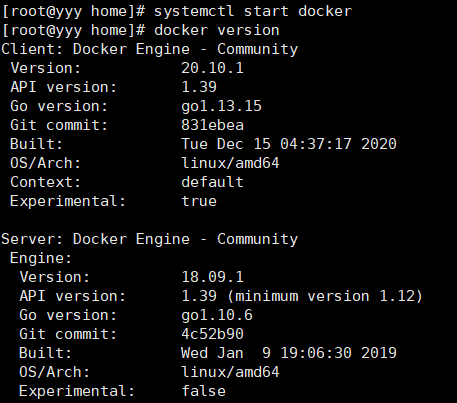 [root@yyy home]# systemctl start docker
[root@yyy home]# docker version
Client: Docker Engine - Community
 Version:           20.10.1
 API version:       1.39
 Go version:        go1.13.15
 Git commit:        831ebea
 Built:             Tue Dec 15 04:37:17 2020
 OS/Arch:           linux/amd64
 Context:           default
 Experimental:      true

Server: Docker Engine - Community
 Engine:
  Version:          18.09.1
  API version:      1.39 (minimum version 1.12)
  Go version:       go1.10.6
  Git commit:       4c52b90
  Built:            Wed Jan  9 19:06:30 2019
  OS/Arch:          linux/amd64
  Experimental:     false